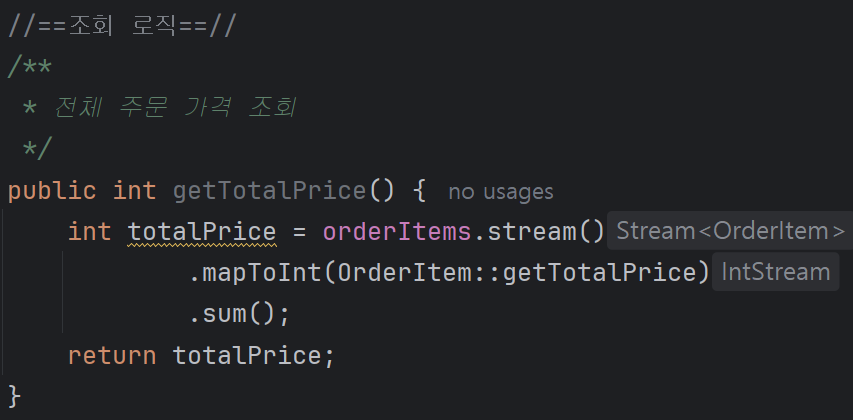 //==조회 로직==//
/**
 * 전체 주문 가격 조회
 */
public int getTotalPrice() { no usages
    int totalPrice = orderItems.stream() Stream<OrderItem>
            .mapToInt(OrderItem::getTotalPrice) IntStream
            .sum();
    return totalPrice;
}